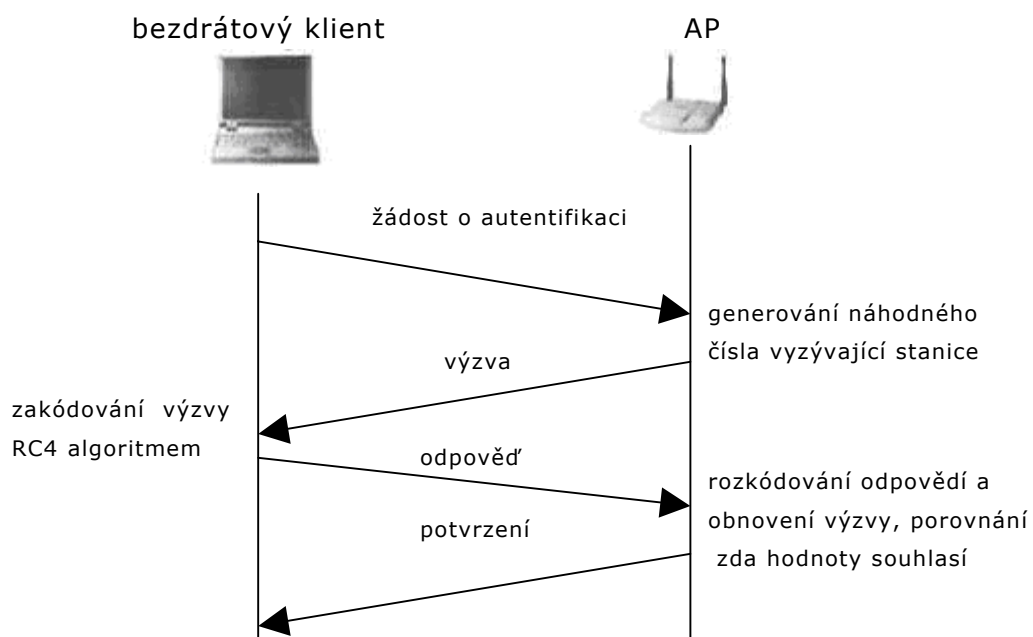 bezdrátový klient
AP
žádost o autentifikaci
generování náhodného
čísla vyzývající stanice
výzva
zakódování výzvy
RC4 algoritmem
odpověď
rozkódování odpovědí a
obnovení výzvy, porovnání
zda hodnoty souhlasí
potvrzení